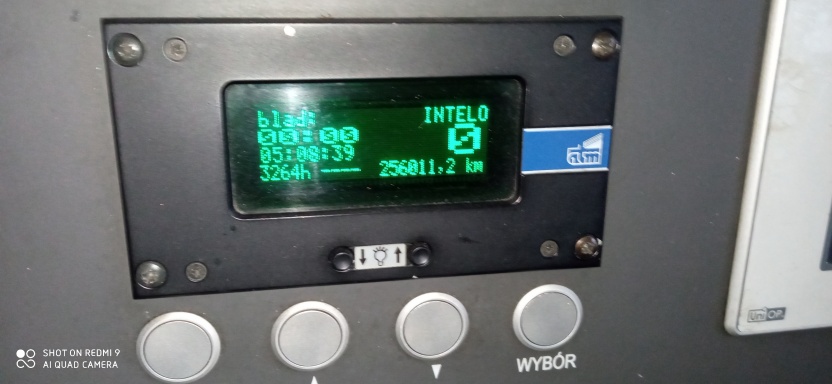 błąd: INTELO
00:00 0
05:08:39
3264h ----- 256011,2 km
atm
WYBÓR
UniOP
SHOT ON REDMI 9
AI QUAD CAMERA